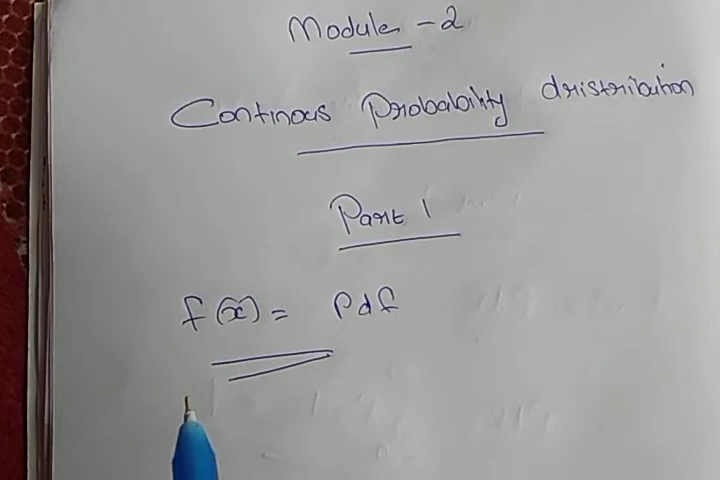 Module - 2
Continous Probability dristribution
Part 1
f(x) = Pdf